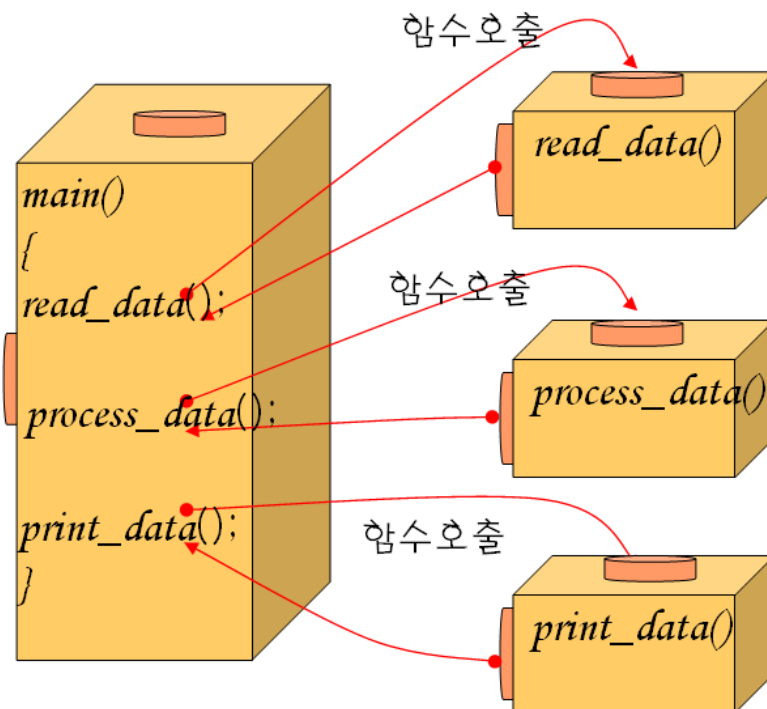 함수호출
read_data()
main()
{
read_data();
함수호출
process_data();
process_data()
함수호출
print_data();
}
print_data()